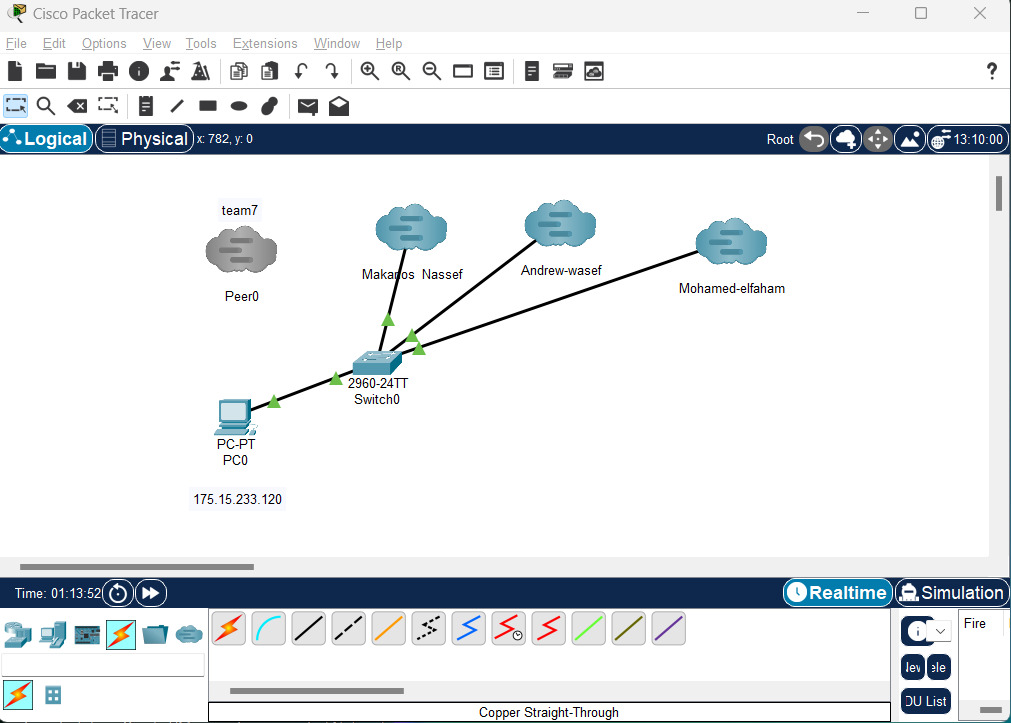 Cisco Packet Tracer
File Edit Options View Tools Extensions Window Help
?
Logical Physical x: 782, y: 0 Root 13:10:00
team7
Peer0
Makarios Nassef
Andrew-wasef
Mohamed-elfaham
2960-24TT
Switch0
PC-PT
PC0
175.15.233.120
Time: 01:13:52 Realtime Simulation
Fire
lew ele
DU List
Copper Straight-Through